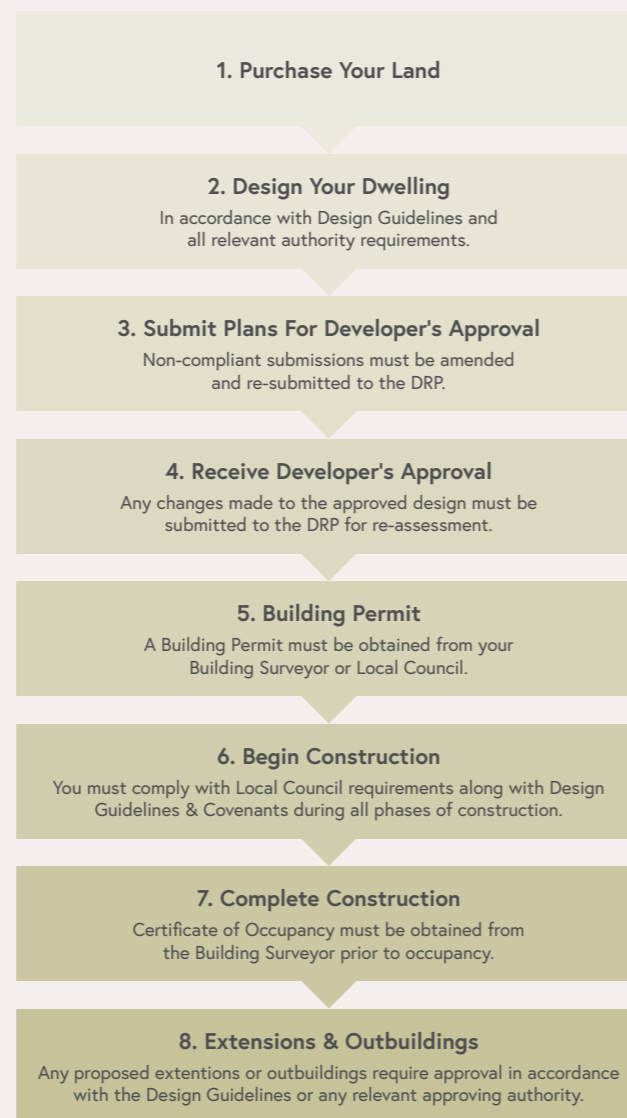 1. Purchase Your Land
2. Design Your Dwelling
In accordance with Design Guidelines and
all relevant authority requirements.
3. Submit Plans For Developer's Approval
Non-compliant submissions must be amended
and re-submitted to the DRP.
4. Receive Developer's Approval
Any changes made to the approved design must be
submitted to the DRP for re-assessment.
5. Building Permit
A Building Permit must be obtained from your
Building Surveyor or Local Council.
6. Begin Construction
You must comply with Local Council requirements along with Design
Guidelines & Covenants during all phases of construction.
7. Complete Construction
Certificate of Occupancy must be obtained from
the Building Surveyor prior to occupancy.
8. Extensions & Outbuildings
Any proposed extentions or outbuildings require approval in accordance
with the Design Guidelines or any relevant approving authority.